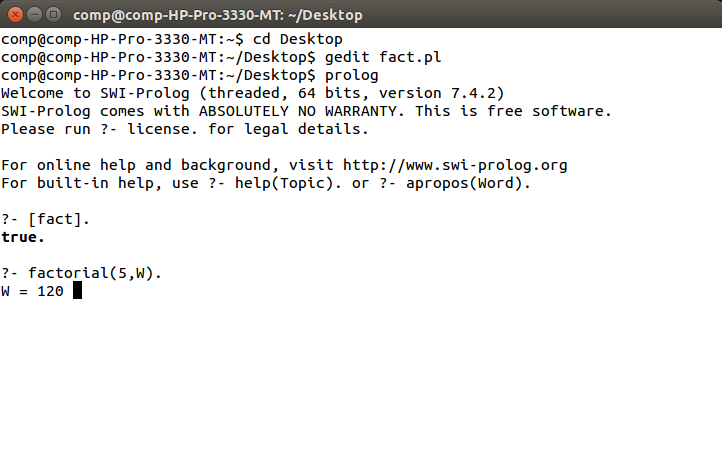 comp@comp-HP-Pro-3330-MT: ~/Desktop
comp@comp-HP-Pro-3330-MT:~$ cd Desktop
comp@comp-HP-Pro-3330-MT:~/Desktop$ gedit fact.pl
comp@comp-HP-Pro-3330-MT:~/Desktop$ prolog
Welcome to SWI-Prolog (threaded, 64 bits, version 7.4.2)
SWI-Prolog comes with ABSOLUTELY NO WARRANTY. This is free software.
Please run ?- license. for legal details.
For online help and background, visit http://www.swi-prolog.org
For built-in help, use ?- help(Topic). or ?- apropos(Word).
?- [fact].
true.
?- factorial(5,W).
W = 120